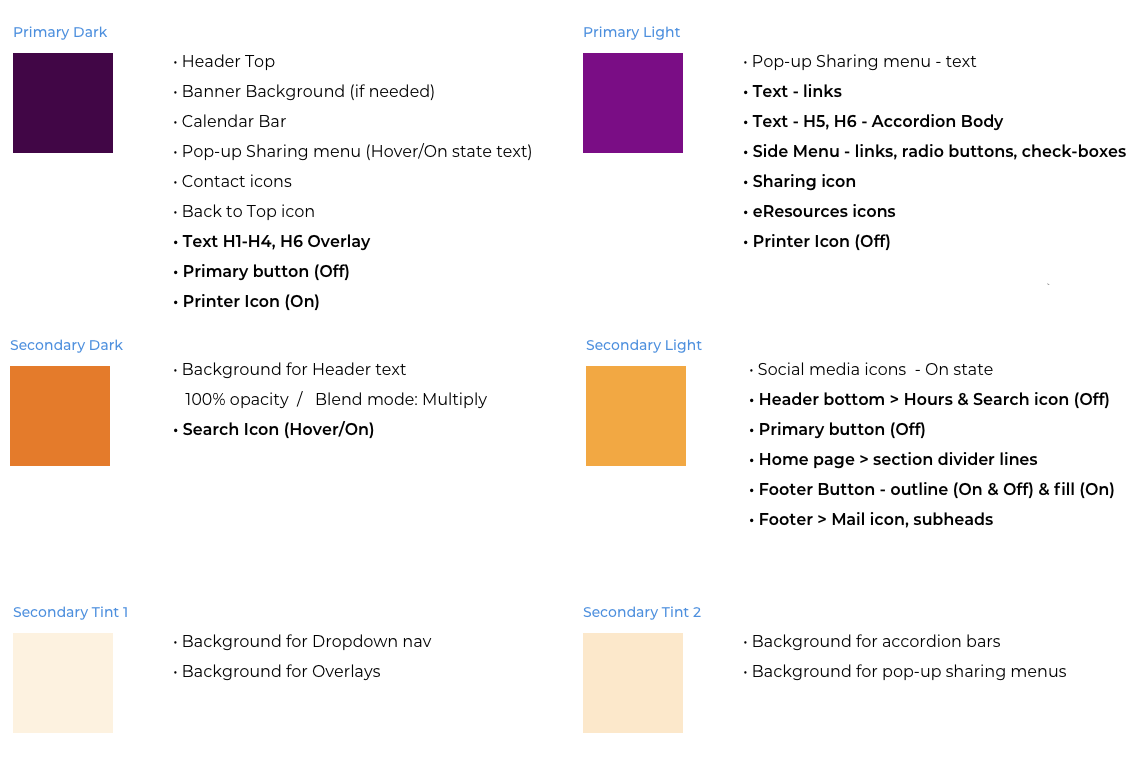 Primary Dark
• Header Top
• Banner Background (if needed)
• Calendar Bar
• Pop-up Sharing menu (Hover/On state text)
• Contact icons
• Back to Top icon
• Text H1-H4, H6 Overlay
• Primary button (Off)
• Printer Icon (On)
Primary Light
• Pop-up Sharing menu - text
• Text - links
• Text - H5, H6 - Accordion Body
• Side Menu - links, radio buttons, check-boxes
• Sharing icon
• eResources icons
• Printer Icon (Off)
Secondary Dark
• Background for Header text
100% opacity / Blend mode: Multiply
• Search Icon (Hover/On)
Secondary Light
• Social media icons - On state
• Header bottom > Hours & Search icon (Off)
• Primary button (Off)
• Home page > section divider lines
• Footer Button - outline (On & Off) & fill (On)
• Footer > Mail icon, subheads
Secondary Tint 1
• Background for Dropdown nav
• Background for Overlays
Secondary Tint 2
• Background for accordion bars
• Background for pop-up sharing menus